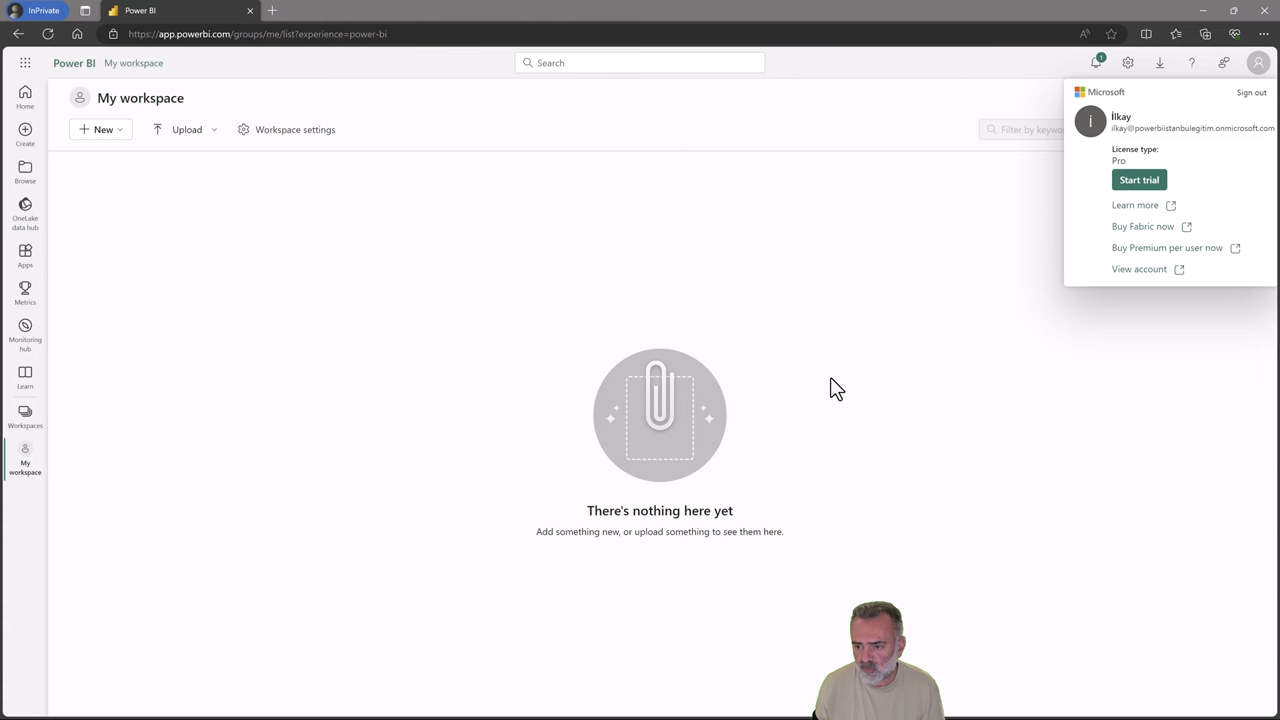 InPrivate
Power BI
https://app.powerbi.com/groups/me/list?experience=power-bi
Power BI My workspace
Search
1
Home
Create
Browse
OneLake
data hub
Apps
Metrics
Monitoring
hub
Learn
Workspaces
My
workspace
My workspace
New
Upload
Workspace settings
Filter by keywo
Microsoft
Sign out
i
İlkay
ilkay@powerbiistanbulegitim.onmicrosoft.com
License type:
Pro
Start trial
Learn more
Buy Fabric now
Buy Premium per user now
View account
There's nothing here yet
Add something new, or upload something to see them here.